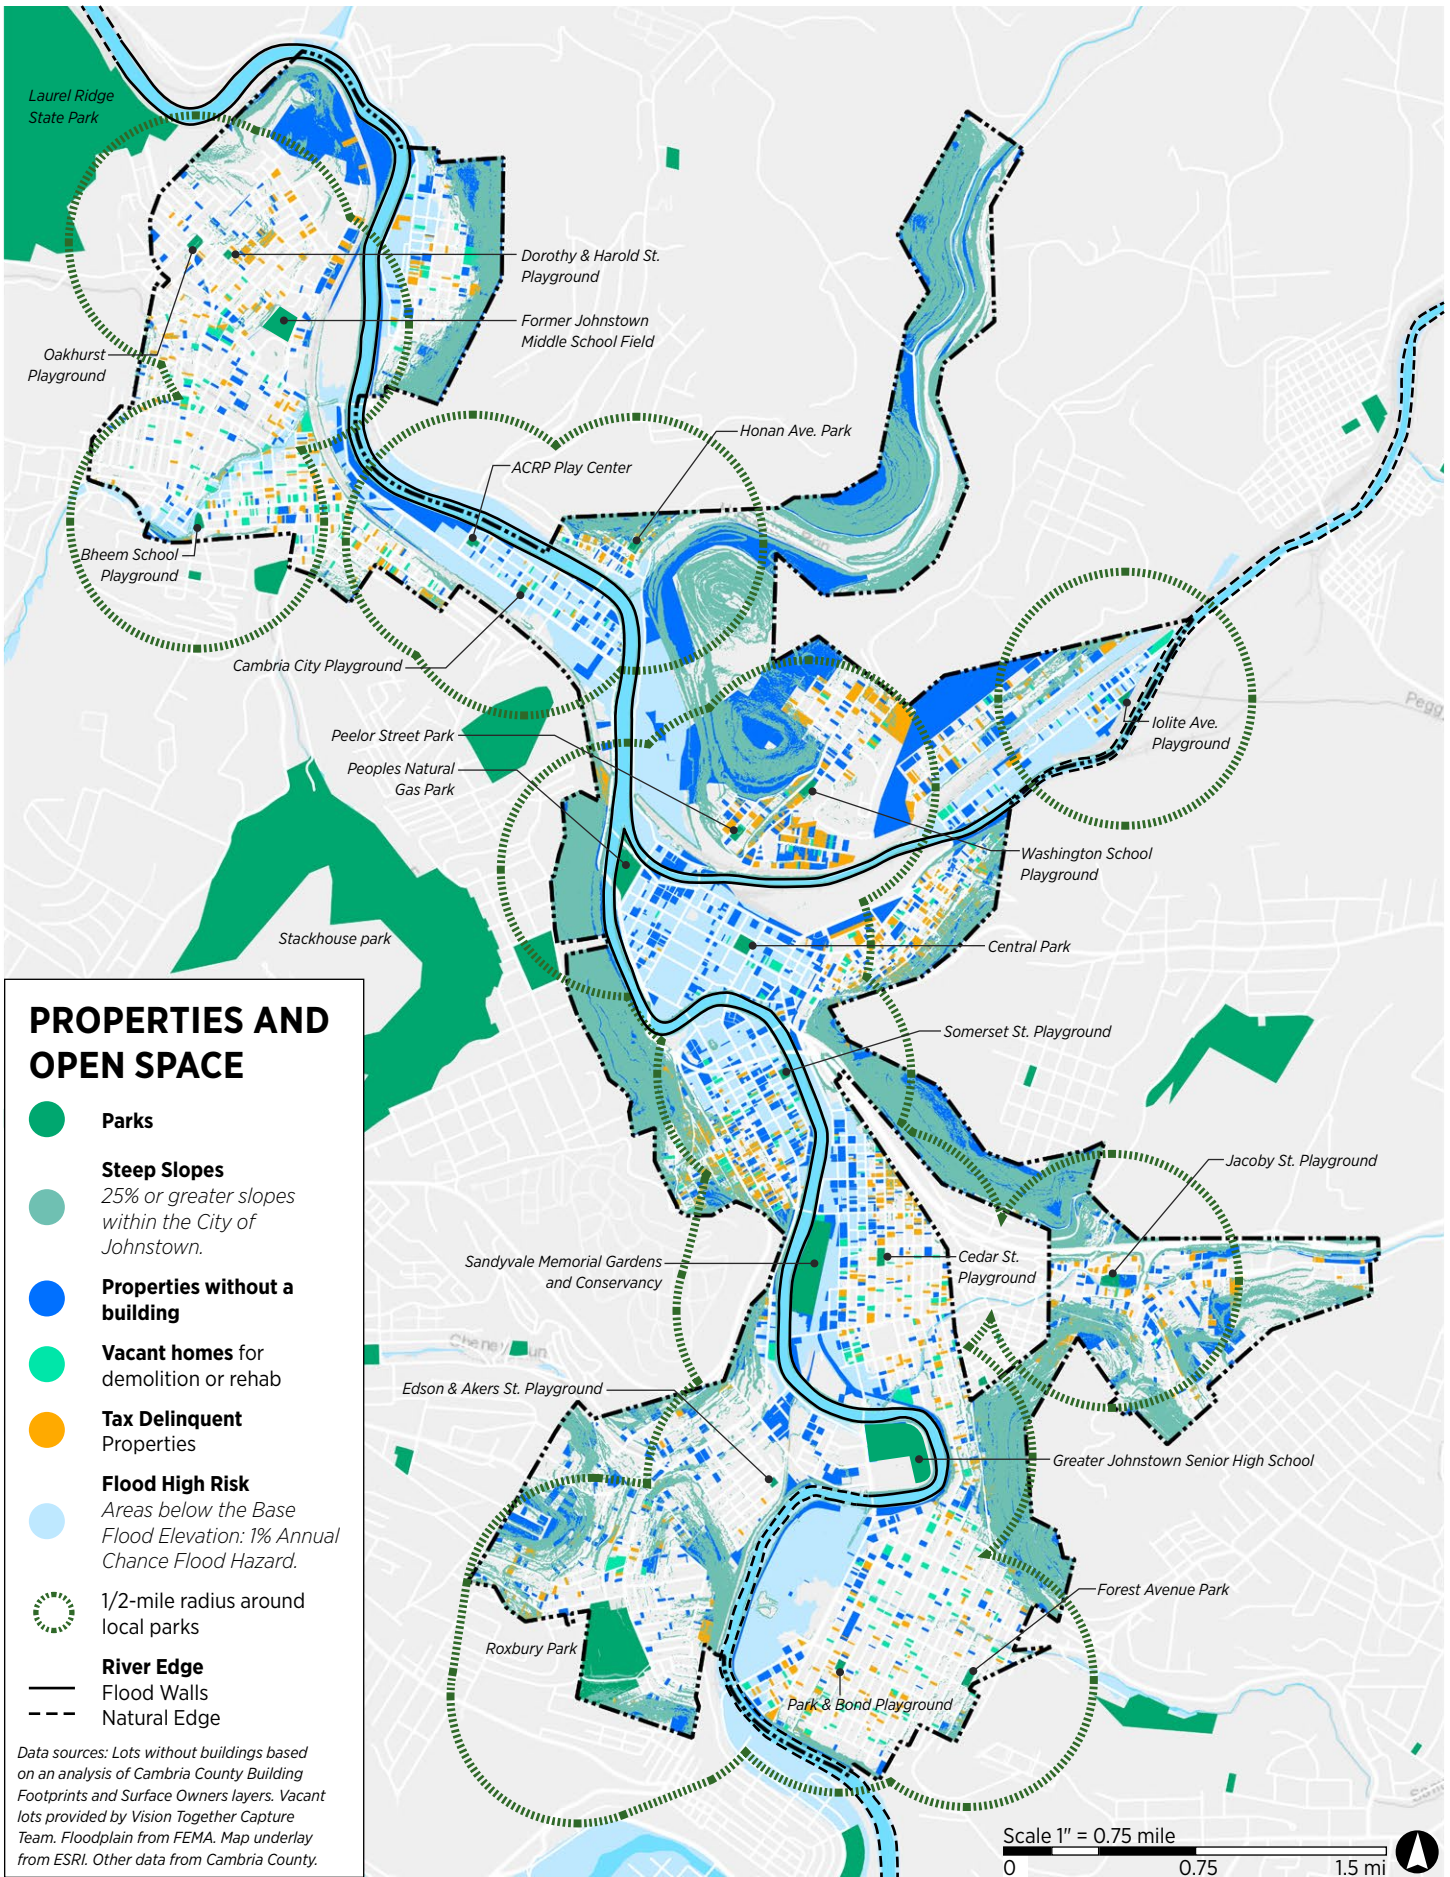 Laurel Ridge
State Park
Dorothy & Harold St.
Playground
Former Johnstown
Middle School Field
Oakhurst
Playground
Honan Ave. Park
ACRP Play Center
Bheem School
Playground
Cambria City Playground
Peelor Street Park
Peoples Natural
Gas Park
Iolite Ave.
Playground
Washington School
Playground
Stackhouse park
Central Park
Somerset St. Playground
Jacoby St. Playground
Sandyvale Memorial Gardens
and Conservancy
Cedar St.
Playground
Edson & Akers St. Playground
Greater Johnstown Senior High School
Forest Avenue Park
Roxbury Park
Park & Bond Playground
PROPERTIES AND
OPEN SPACE
Parks
Steep Slopes
25% or greater slopes
within the City of
Johnstown.
Properties without a
building
Vacant homes for
demolition or rehab
Tax Delinquent
Properties
Flood High Risk
Areas below the Base
Flood Elevation: 1% Annual
Chance Flood Hazard.
1/2-mile radius around
local parks
River Edge
Flood Walls
Natural Edge
Data sources: Lots without buildings based
on an analysis of Cambria County Building
Footprints and Surface Owners layers. Vacant
lots provided by Vision Together Capture
Team. Floodplain from FEMA. Map underlay
from ESRI. Other data from Cambria County.
Scale 1" = 0.75 mile
0 0.75 1.5 mi